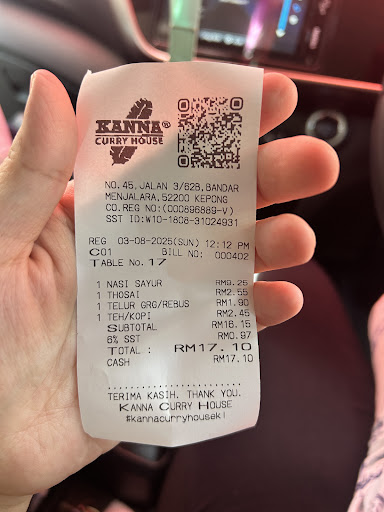 KANNA®
CURRY HOUSE
NO.45,JALAN 3/62B,BANDAR
MENJALARA,52200 KEPONG
CO.REG NO:(000896889-V)
SST ID:W10-1808-31024931
REG 03-08-2025(SUN) 12:12 PM
C01 BILL NO: 000402
TABLE NO. 17
1 NASI SAYUR RM9.25
1 THOSAI RM2.55
1 TELUR GRG/REBUS RM1.90
1 TEH/KOPI RM2.45
SUBTOTAL RM16.15
6% SST RM0.97
TOTAL : RM17.10
CASH RM17.10
TERIMA KASIH. THANK YOU.
KANNA CURRY HOUSE
#kannacurryhousekl